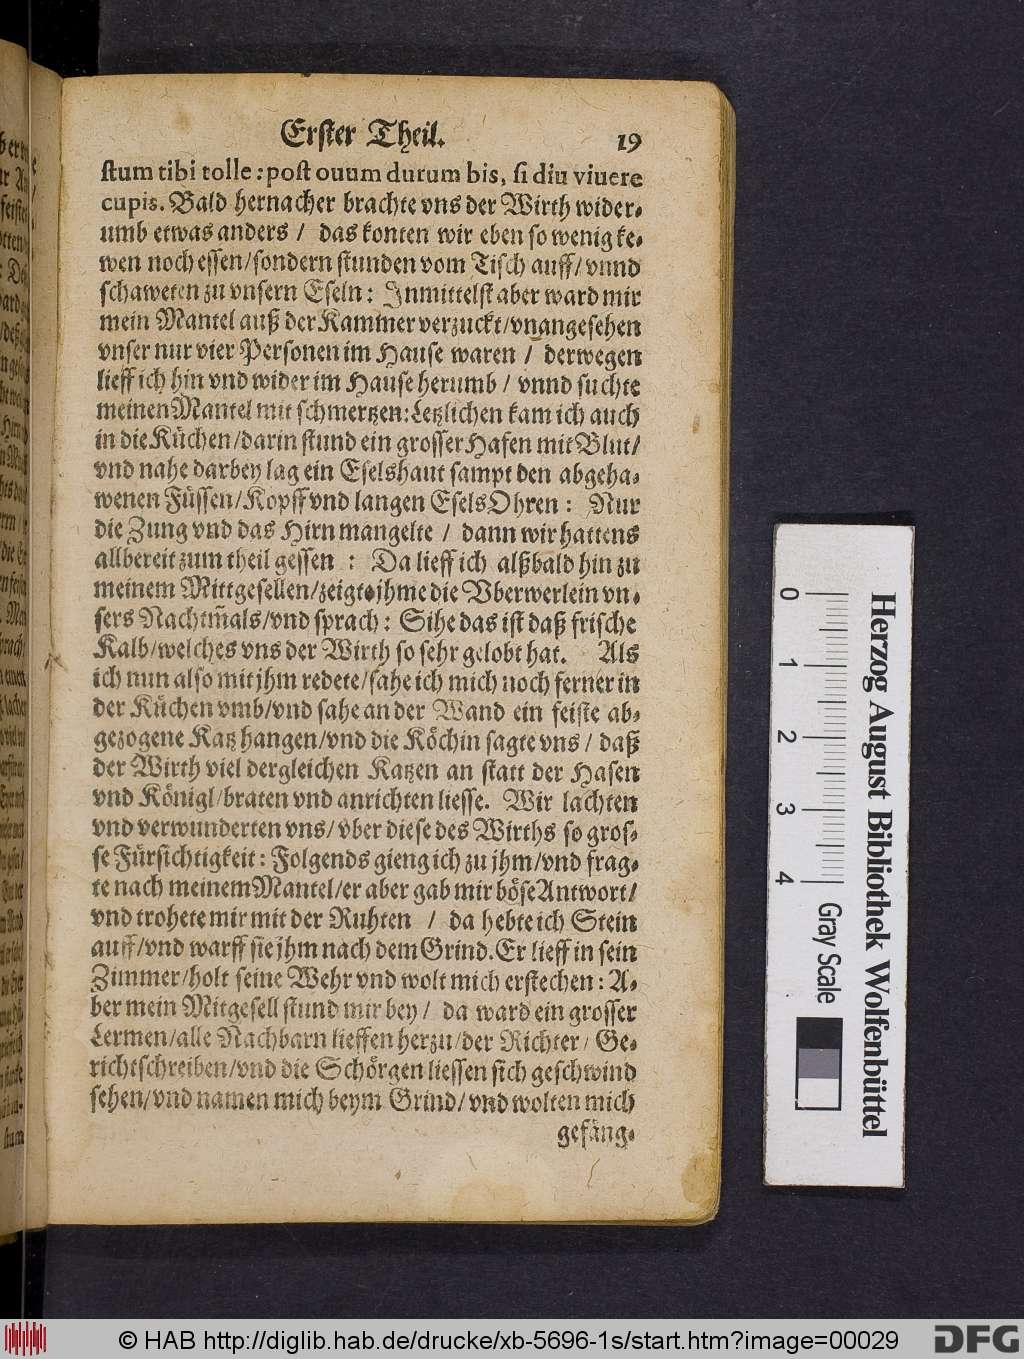 Erster Theil. 19
stum tibi tolle: post ouum durum bis, si diu viuere
cupis. Bald hernacher brachte vns der Wirth wider-
umb etwas anders / das konten wir eben so wenig ke-
wen noch essen/sondern stunden vom Tisch auff/vnnd
schaweten zu vnsern Eseln: Inmittelst aber ward mir
mein Mantel auß der Kammer verzuckt/vnangesehen
vnser nur vier Personen im Hause waren / derwegen
lieff ich hin vnd wider im Hause herumb / vnnd suchte
meinen Mantel mit schmertzen: Letzlichen kam ich auch
in die Küchen/darin stund ein grosser Hafen mit Blut/
vnd nahe darbey lag ein Eselshaut sampt den abgeha-
wenen Füssen/Kopff vnd langen Esels Ohren: Nur
die Zung vnd das Hirn mangelte / dann wir hattens
allbereit zum theil gessen : Da lieff ich alßbald hin zu
meinem Mittgesellen/zeigte jhme die Vberwerlein vn-
sers Nachtm̃als/vnd sprach: Sihe das ist daß frische
Kalb/welches vns der Wirth so sehr gelobt hat. Als
ich nun also mit jhm redete/sahe ich mich noch ferner in
der Küchen vmb/vnd sahe an der Wand ein feiste ab-
gezogene Katz hangen/vnd die Köchin sagte vns / daß
der Wirth viel dergleichen Katzen an statt der Hasen
vnd Königl/braten vnd anrichten liesse. Wir lachten
vnd verwunderten vns/vber diese des Wirths so gros-
se Fürsichtigkeit: Folgends gieng ich zu jhm/vnd frag-
te nach meinem Mantel/er aber gab mir böse Antwort/
vnd trohete mir mit der Ruhten / da hebte ich Stein
auff/vnd warff sie jhm nach dem Grind. Er lieff in sein
Zimmer/holt seine Wehr vnd wolt mich erstechen: A-
ber mein Mitgesell stund mir bey / da ward ein grosser
Lermen/alle Nachbarn lieffen herzu/der Richter/ Ge-
richtschreiben/vnd die Schörgen liessen sich geschwind
sehen/vnd namen mich beym Grind/vnd wolten mich
gefäng-
0 1 2 3 4
Gray Scale
Herzog August Bibliothek Wolfenbüttel
© HAB http://diglib.hab.de/drucke/xb-5696-1s/start.htm?image=00029
DFG